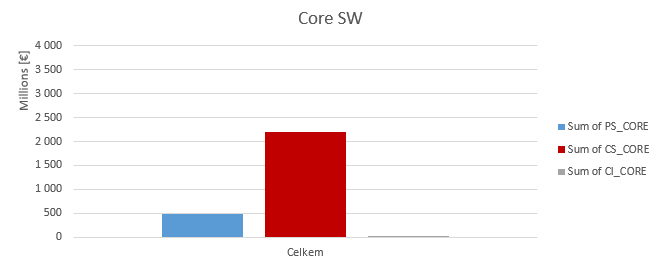 Core SW
Millions [€]
4 000
3 500
3 000
2 500
2 000
1 500
1 000
500
0
Celkem
Sum of PS_CORE
Sum of CS_CORE
Sum of CI_CORE